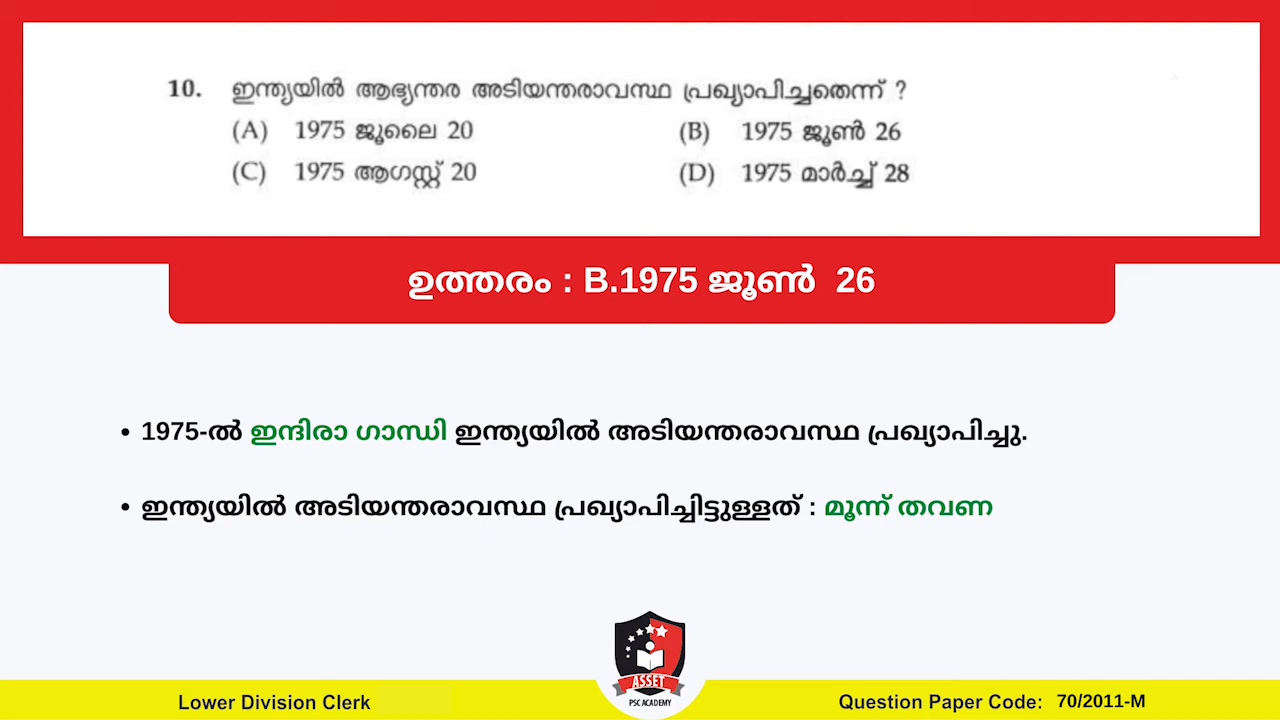 10. ഇന്ത്യയിൽ ആഭ്യന്തര അടിയന്തരാവസ്ഥ പ്രഖ്യാപിച്ചതെന്ന് ?
(A) 1975 ജൂലൈ 20 (B) 1975 ജൂൺ 26
(C) 1975 ആഗസ്റ്റ് 20 (D) 1975 മാർച്ച് 28
ഉത്തരം : B.1975 ജൂൺ 26
• 1975-ൽ ഇന്ദിരാ ഗാന്ധി ഇന്ത്യയിൽ അടിയന്തരാവസ്ഥ പ്രഖ്യാപിച്ചു.
• ഇന്ത്യയിൽ അടിയന്തരാവസ്ഥ പ്രഖ്യാപിച്ചിട്ടുള്ളത് : മൂന്ന് തവണ
ASSET
PSC ACADEMY
Lower Division Clerk
Question Paper Code: 70/2011-M